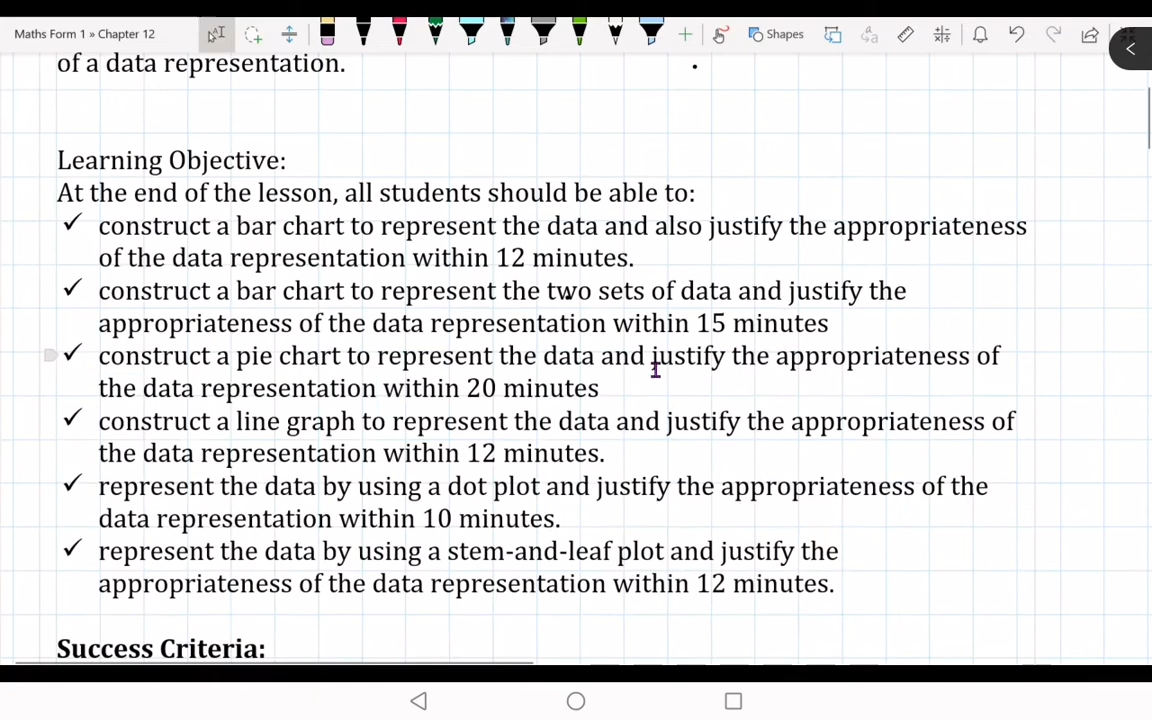 Maths Form 1 » Chapter 12
Shapes
of a data representation.
Learning Objective:
At the end of the lesson, all students should be able to:
✓ construct a bar chart to represent the data and also justify the appropriateness
of the data representation within 12 minutes.
✓ construct a bar chart to represent the two sets of data and justify the
appropriateness of the data representation within 15 minutes
✓ construct a pie chart to represent the data and justify the appropriateness of
the data representation within 20 minutes
✓ construct a line graph to represent the data and justify the appropriateness of
the data representation within 12 minutes.
✓ represent the data by using a dot plot and justify the appropriateness of the
data representation within 10 minutes.
✓ represent the data by using a stem-and-leaf plot and justify the
appropriateness of the data representation within 12 minutes.
Success Criteria: